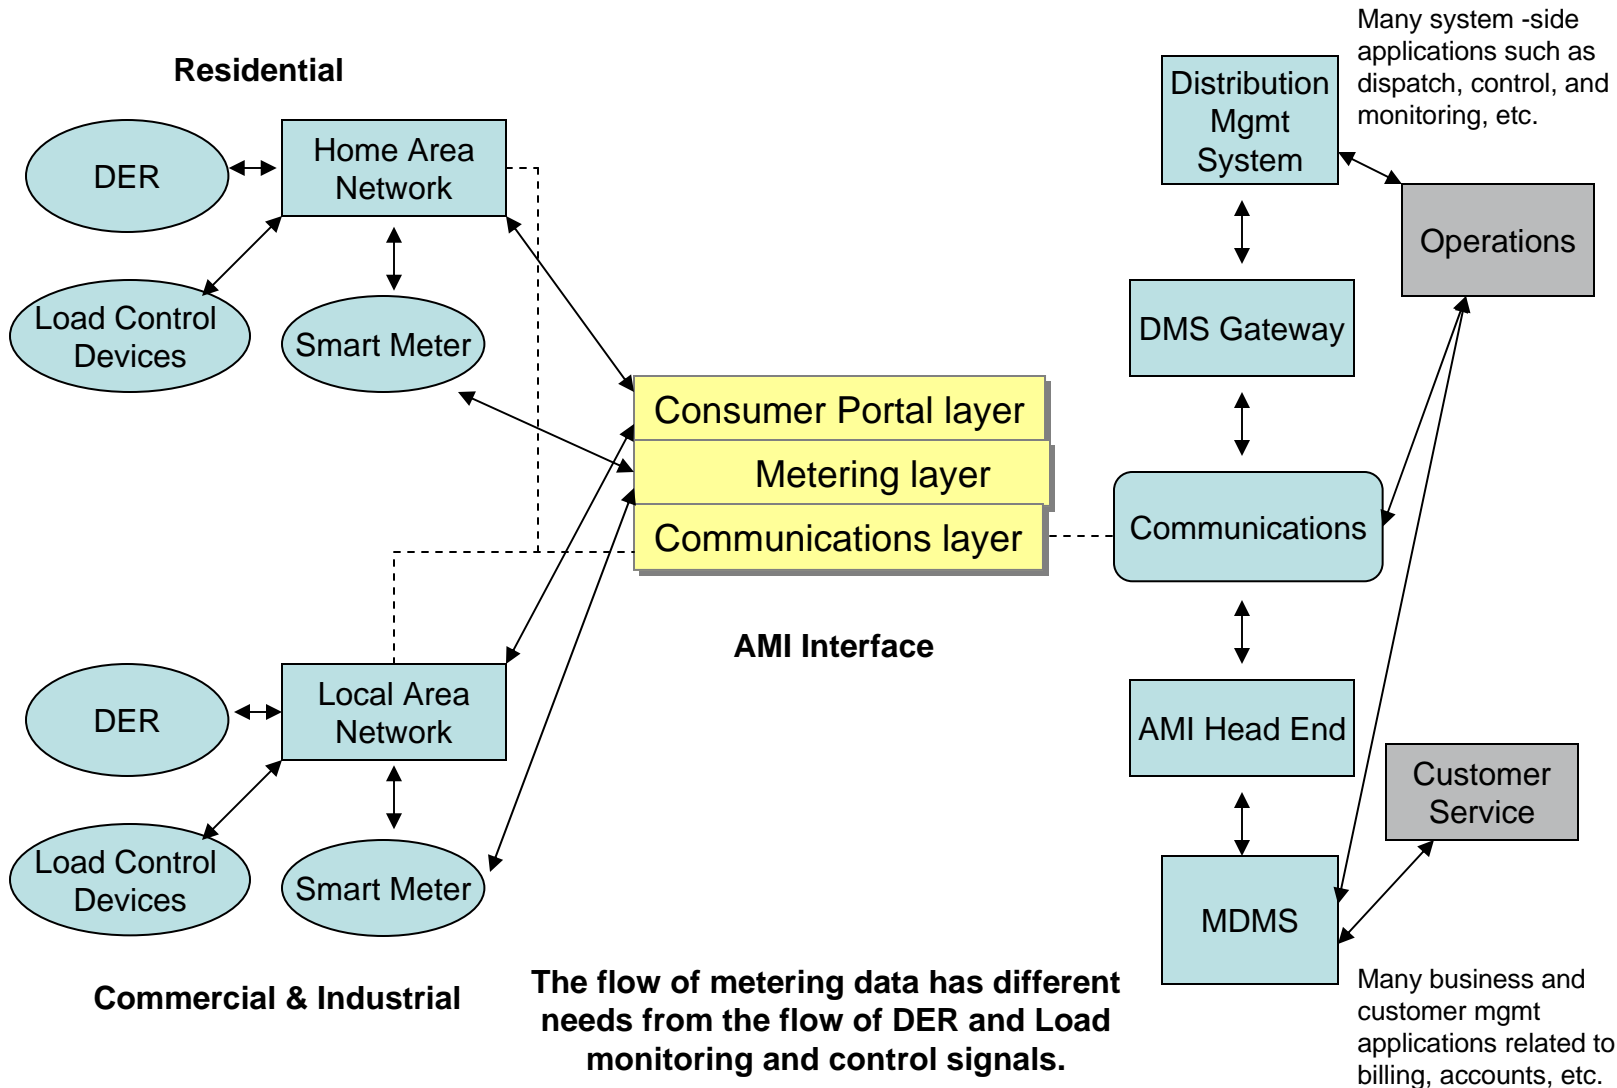 Many system -side
applications such as
dispatch, control, and
monitoring, etc.
Residential
Distribution
Mgmt
System
DER
Home Area
Network
Operations
Load Control
Devices
Smart Meter
DMS Gateway
Consumer Portal layer
Metering layer
Communications layer
Communications
AMI Interface
DER
Local Area
Network
AMI Head End
Customer
Service
Load Control
Devices
Smart Meter
MDMS
Commercial & Industrial
The flow of metering data has different
needs from the flow of DER and Load
monitoring and control signals.
Many business and
customer mgmt
applications related to
billing, accounts, etc.